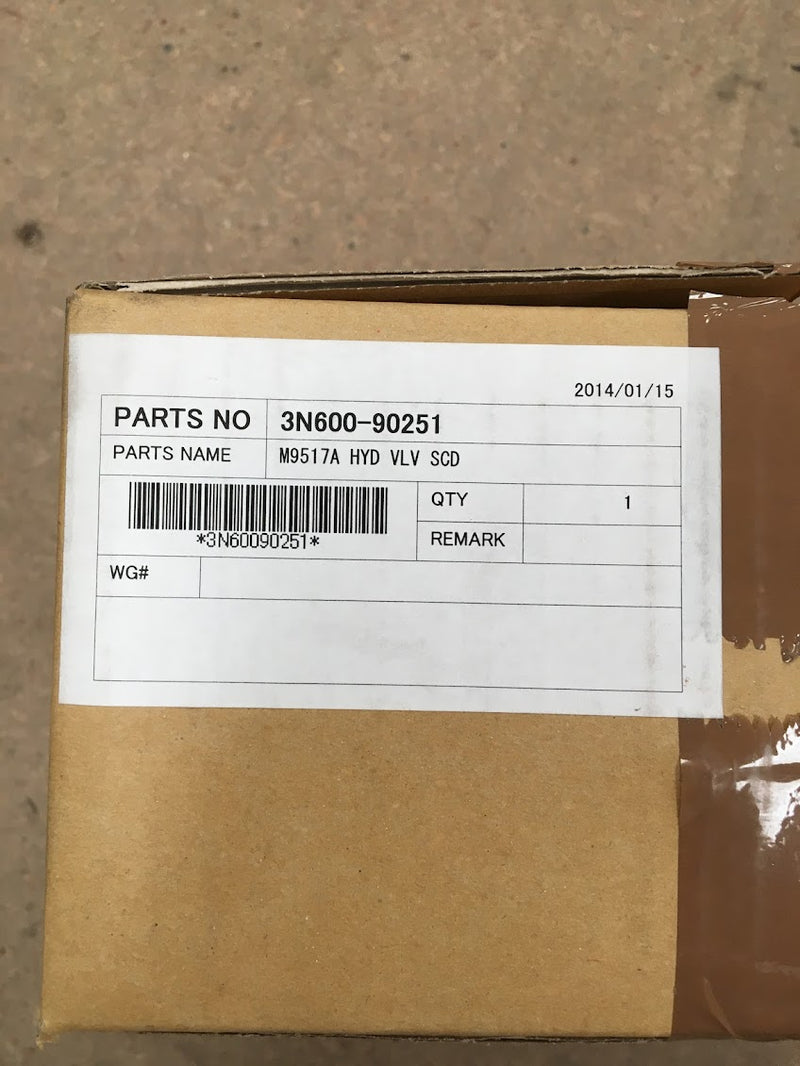 2014/01/15
PARTS NO 3N600-90251
PARTS NAME M9517A HYD VLV SCD
QTY 1
*3N60090251*
REMARK
WG#